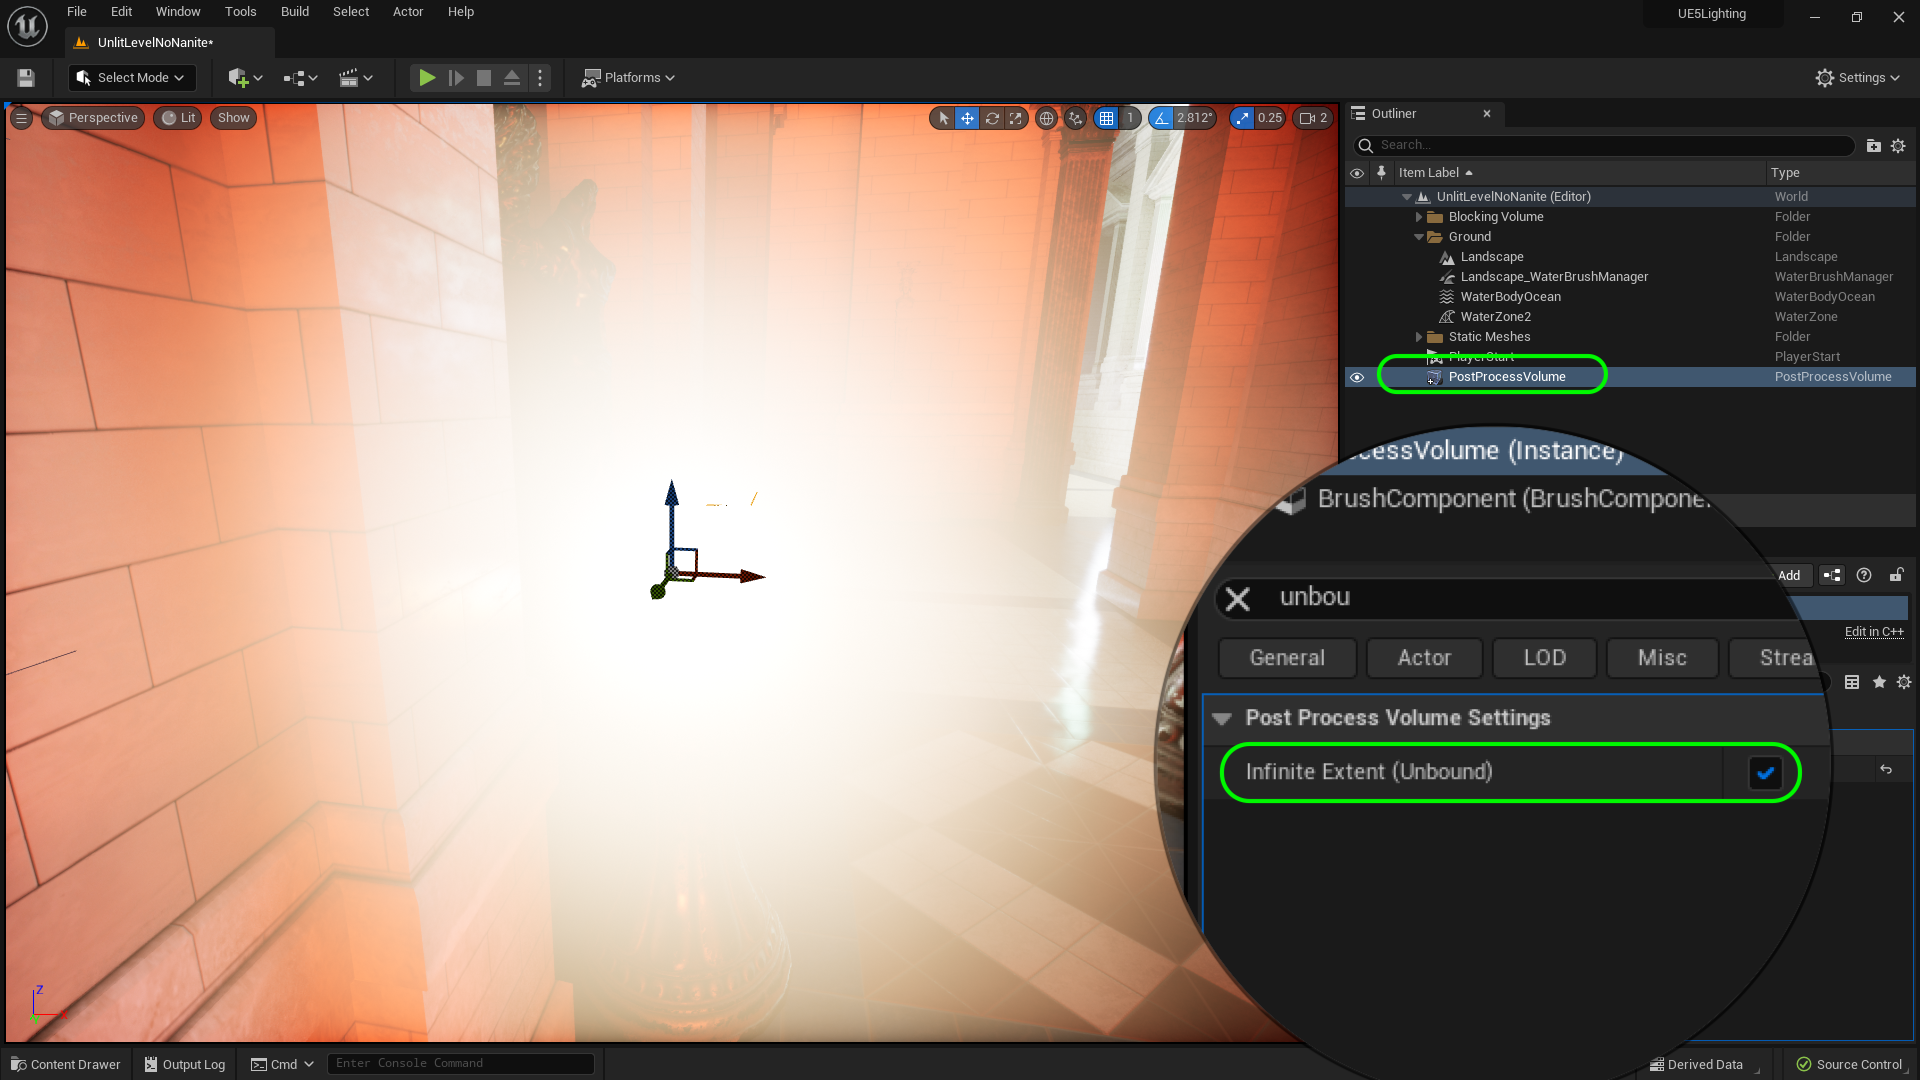 File Edit Window Tools Build Select Actor Help
UE5Lighting
UnlitLevelNoNanite*
Select Mode
Platforms
Settings
Perspective
Lit
Show
1
2.812°
0.25
2
Outliner
Search...
Item Label
Type
UnlitLevelNoNanite (Editor)
World
Blocking Volume
Folder
Ground
Folder
Landscape
Landscape
Landscape_WaterBrushManager
WaterBrushManager
WaterBodyOcean
WaterBodyOcean
WaterZone2
WaterZone
Static Meshes
Folder
PlayerStart
PlayerStart
PostProcessVolume
PostProcessVolume
cessVolume (Instance)
BrushComponent (BrushCompone
Add
unbou
Edit in C++
General
Actor
LOD
Misc
Strea
Post Process Volume Settings
Infinite Extent (Unbound)
Z
X
Y
Content Drawer
Output Log
Cmd
Enter Console Command
Derived Data
Source Control